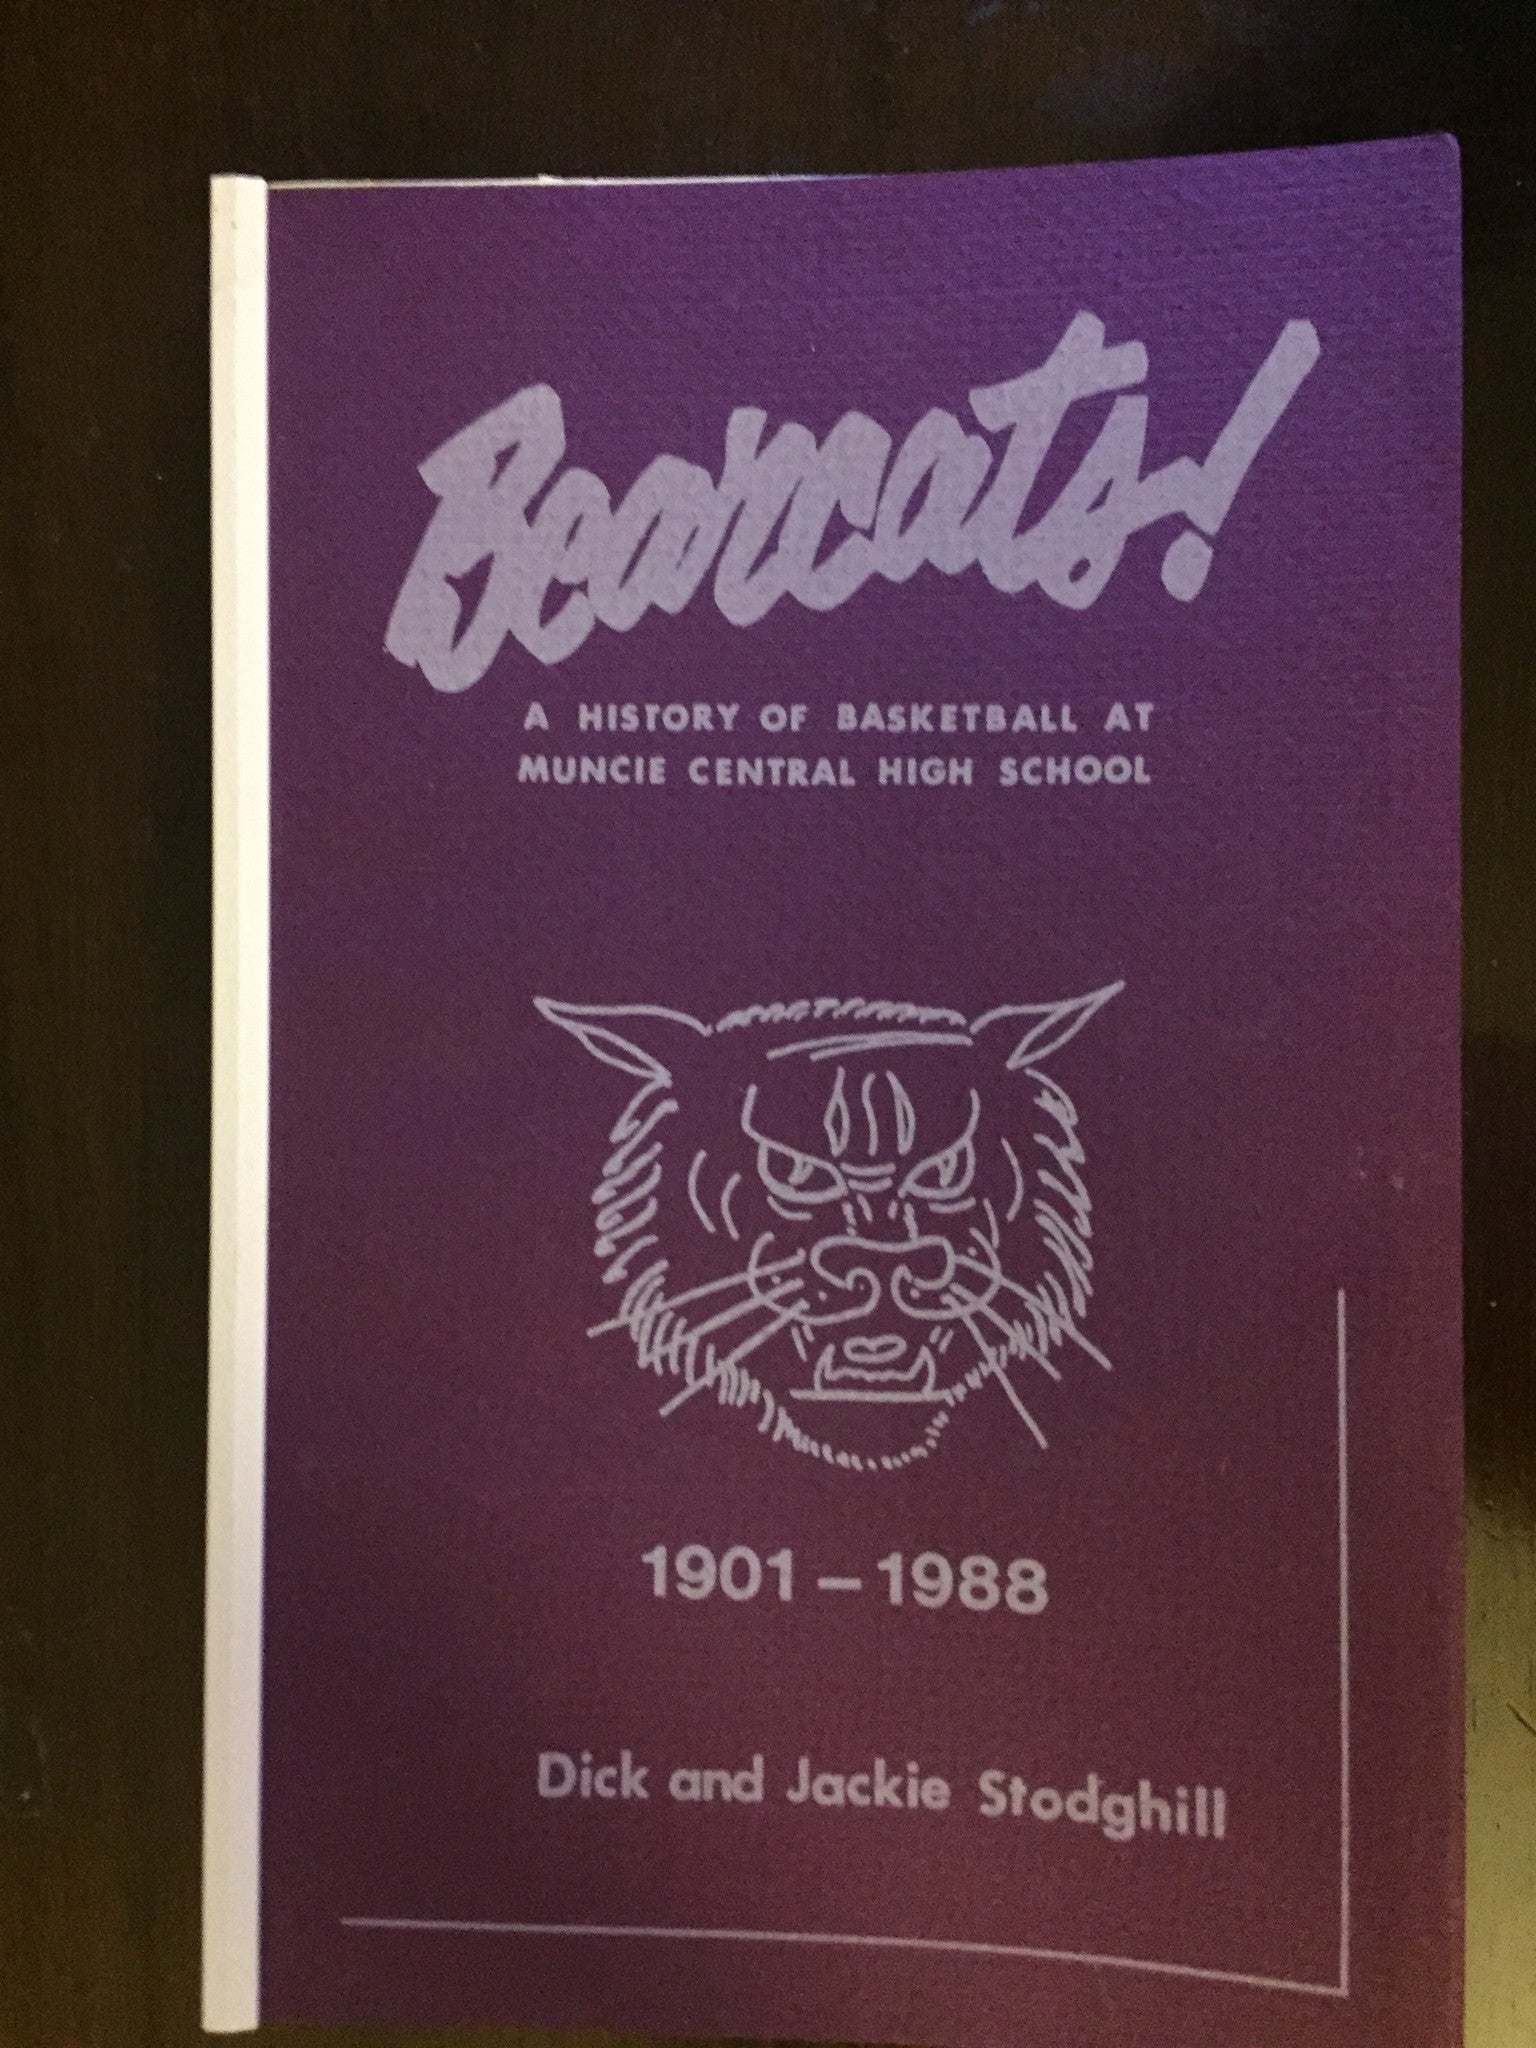 Bearcats!
A HISTORY OF BASKETBALL AT
MUNCIE CENTRAL HIGH SCHOOL
1901 – 1988
Dick and Jackie Stodghill